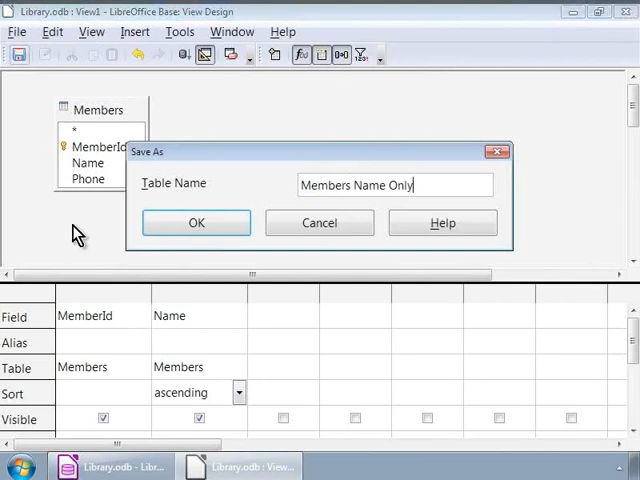 Library.odb : View1 - LibreOffice Base: View Design
File Edit View Insert Tools Window Help
Members
*
MemberId
Name
Phone
Save As
Table Name
Members Name Only
OK Cancel Help
Field MemberId Name
Alias
Table Members Members
Sort ascending
Visible
Library.odb - Libr... Library.odb : View...